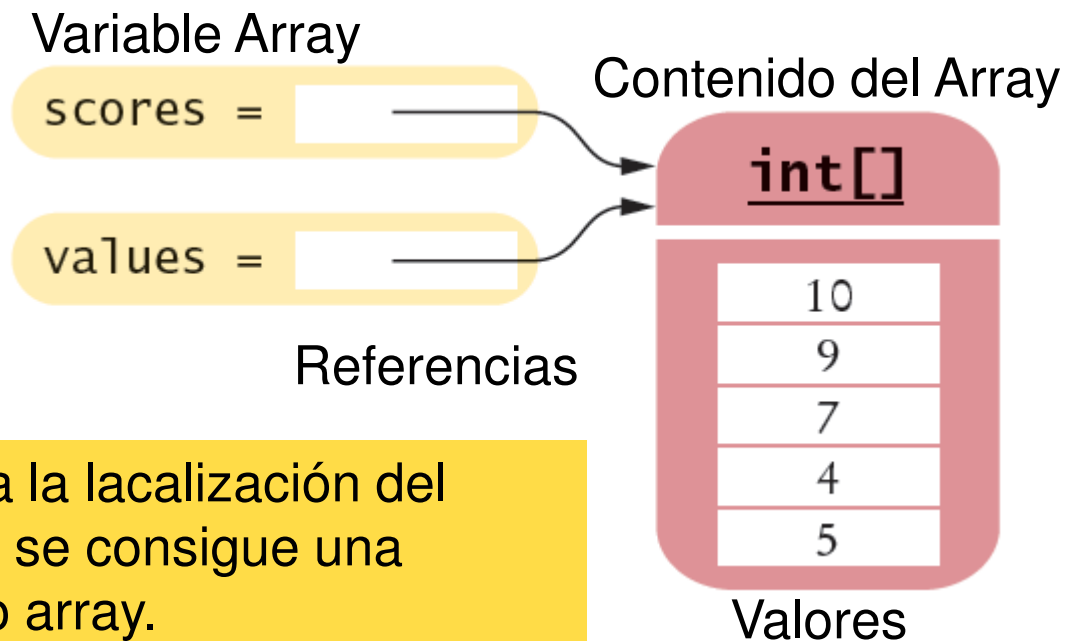 Variable Array
scores =
values =
Referencias
Contenido del Array
int[]
10
9
7
4
5
Valores
a la lacalización del
se consigue una
array.